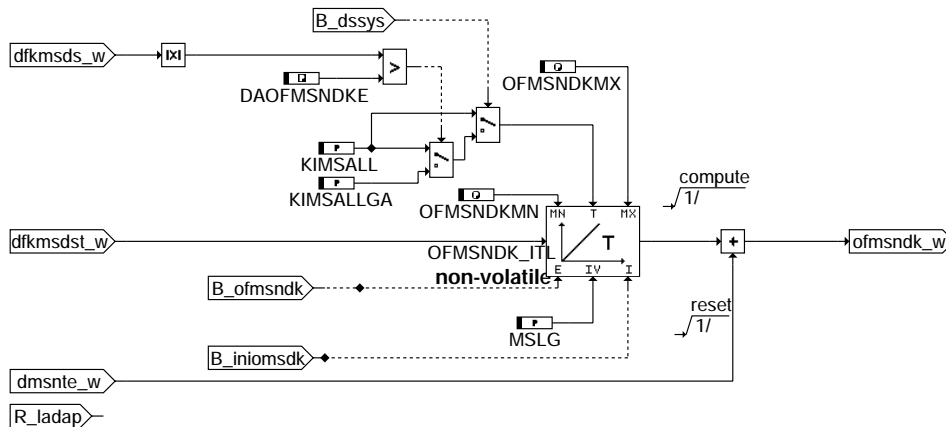 B_dssys
dfkmsds_w
|x|
>
DAOFMSNDKE
OFMSNDKMX
P
KIMSALL
P
KIMSALLGA
compute
1/
OFMSNDKMN
MN T MX
dfkmsdst_w
OFMSNDK_ITL
T
+
ofmsndk_w
E IV I
non-volatile
B_ofmsndk
reset
1/
P
MSLG
B_iniomsdk
dmsnte_w
R_ladap